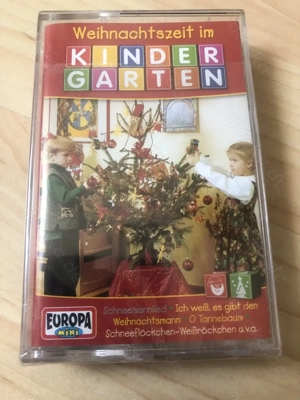 Weihnachtszeit im
KINDER
GARTEN
Schneemannlied Ich weiß, es gibt den
Weihnachtsmann O Tannebaum
Schneeflöckchen-Weißröckchen u.v.a.
EUROPA
MINI